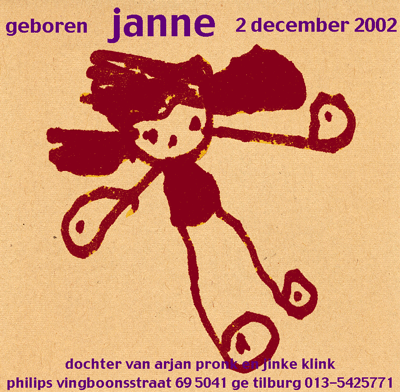 geboren janne 2 december 2002
dochter van arjan pronk en jinke klink
philips vingboonsstraat 69 5041 ge tilburg 013-5425771